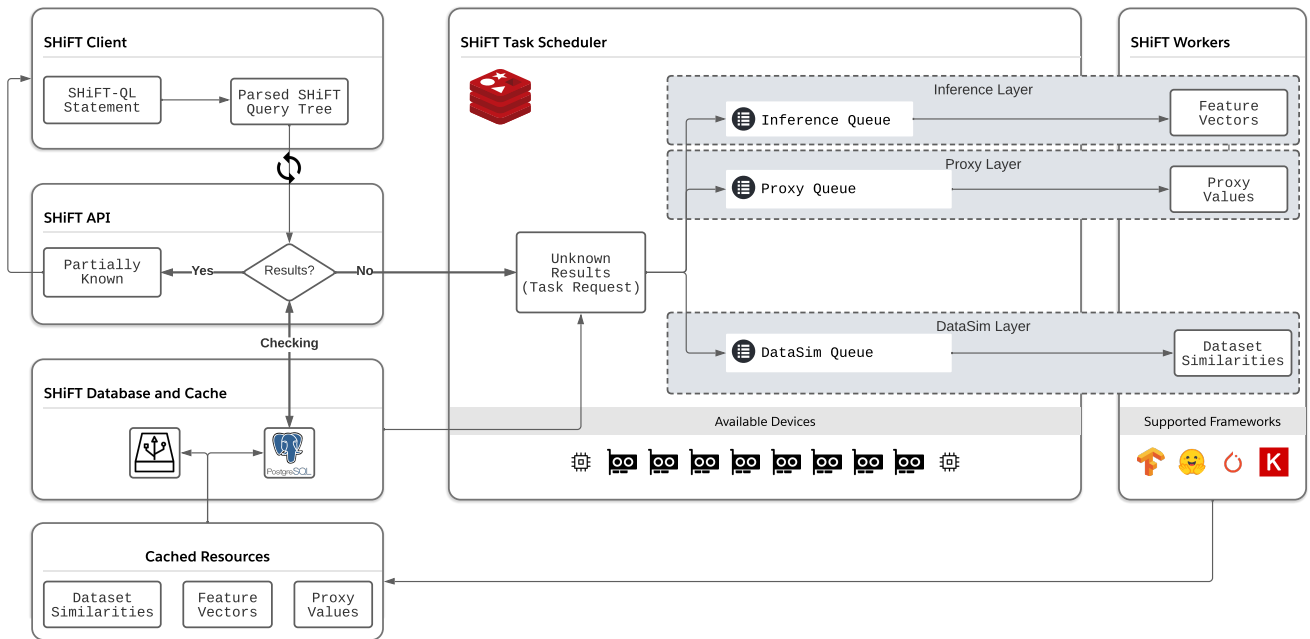 SHiFT Client
SHiFT-QL
Statement
Parsed SHiFT
Query Tree
SHiFT API
Partially
Known
Yes
Results?
No
Checking
SHiFT Database and Cache
PostgreSQL
Cached Resources
Dataset
Similarities
Feature
Vectors
Proxy
Values
SHiFT Task Scheduler
Unknown
Results
(Task Request)
Inference Layer
Inference Queue
Proxy Layer
Proxy Queue
DataSim Layer
DataSim Queue
Available Devices
SHiFT Workers
Feature
Vectors
Proxy
Values
Dataset
Similarities
Supported Frameworks
K